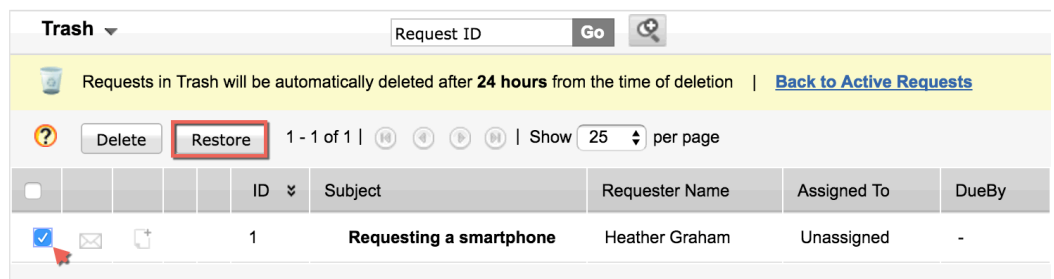 Trash
Request ID Go
Requests in Trash will be automatically deleted after 24 hours from the time of deletion | Back to Active Requests
? Delete Restore 1 - 1 of 1 | | Show 25 per page
ID Subject Requester Name Assigned To DueBy
1 Requesting a smartphone Heather Graham Unassigned -